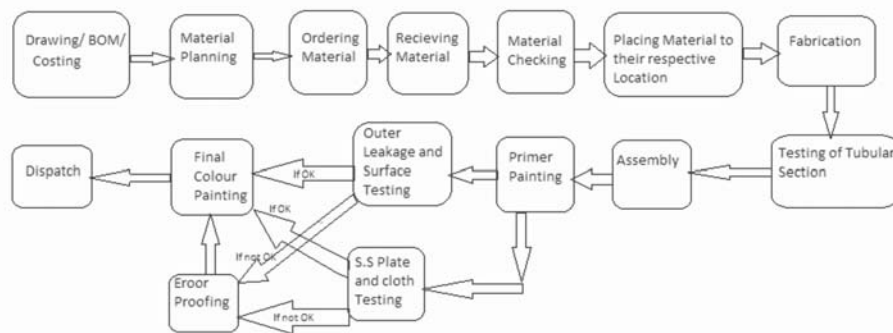 Drawing/ BOM/
Costing
Material
Planning
Ordering
Material
Recieving
Material
Material
Checking
Placing Material to
their respective
Location
Fabrication
Testing of Tubular
Section
Assembly
Primer
Painting
Outer
Leakage and
Surface
Testing
If OK
Final
Colour
Painting
Dispatch
If OK
If not OK
S.S Plate
and cloth
Testing
If not OK
Eroor
Proofing